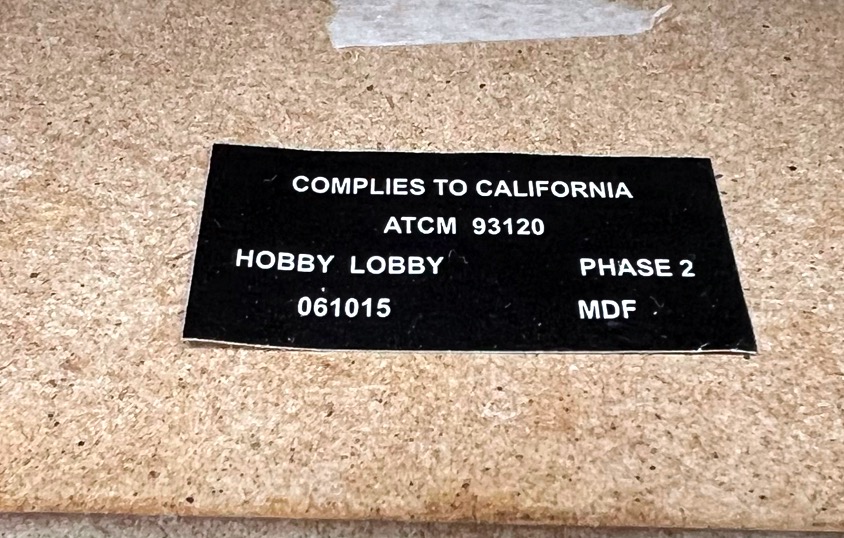 COMPLIES TO CALIFORNIA
ATCM 93120
HOBBY LOBBY PHASE 2
061015 MDF